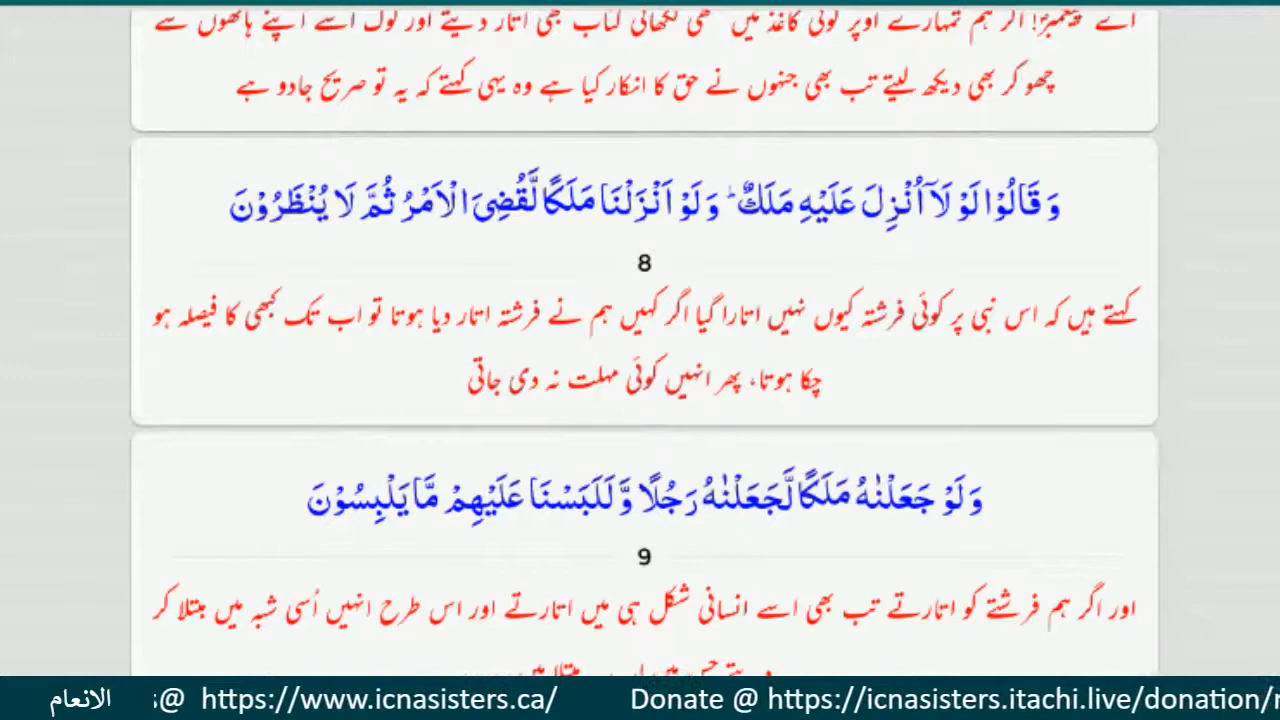 اے پیغمبرؐ! اگر ہم تمہارے اوپر کوئی کاغذ میں لکھی لکھائی کتاب بھی اتار دیتے اور لوگ اسے اپنے ہاتھوں سے
چھو کر بھی دیکھ لیتے تب بھی جنہوں نے حق کا انکار کیا ہے وہ یہی کہتے کہ یہ تو صریح جادو ہے
وَ قَالُوْا لَوْ لَاۤ اُنْزِلَ عَلَیْهِ مَلَكٌ ؕ وَ لَوْ اَنْزَلْنَا مَلَكًا لَّقُضِیَ الْاَمْرُ ثُمَّ لَا یُنْظَرُوْنَ
8
کہتے ہیں کہ اس نبی پر کوئی فرشتہ کیوں نہیں اتارا گیا اگر کہیں ہم نے فرشتہ اتار دیا ہوتا تو اب تک کبھی کا فیصلہ ہو
چکا ہوتا، پھر انہیں کوئی مہلت نہ دی جاتی
وَ لَوْ جَعَلْنٰهُ مَلَكًا لَّجَعَلْنٰهُ رَجُلًا وَّ لَلَبَسْنَا عَلَیْهِمْ مَّا یَلْبِسُوْنَ
9
اور اگر ہم فرشتے کو اتارتے تب بھی اسے انسانی شکل ہی میں اتارتے اور اس طرح انہیں اُسی شبہ میں مبتلا کر
الانعام @ https://www.icnasisters.ca/ Donate @ https://icnasisters.itachi.live/donation/